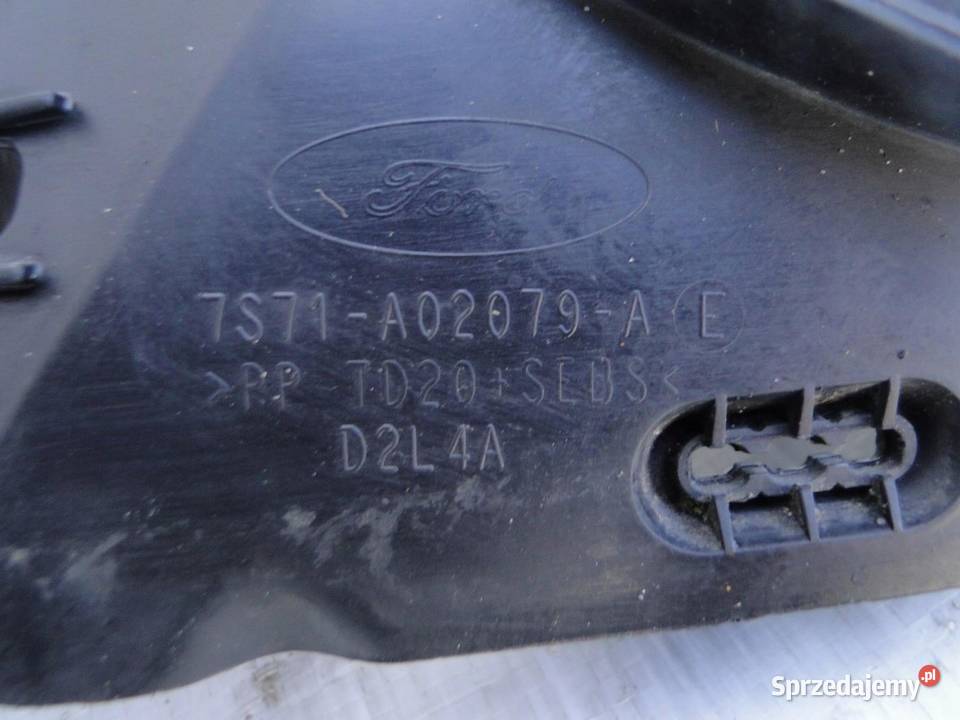 Ford
7S71-A02079-A E
>PP TD20+SEBS<
D2L4A
Sprzedajemy.pl